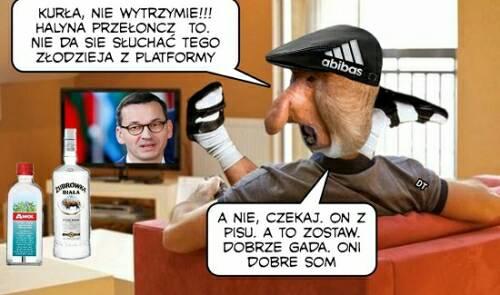 KURŁA, NIE WYTRZYMIE!!!
HALYNA PRZEŁONCZ TO.
NIE DA SIE SŁUCHAĆ TEGO
ZŁODZIEJA Z PLATFORMY
abibas
AMOL
ŻUBRÓWKA
BIAŁA
DT
A NIE, CZEKAJ. ON Z
PISU. A TO ZOSTAW.
DOBRZE GADA. ONI
DOBRE SOM